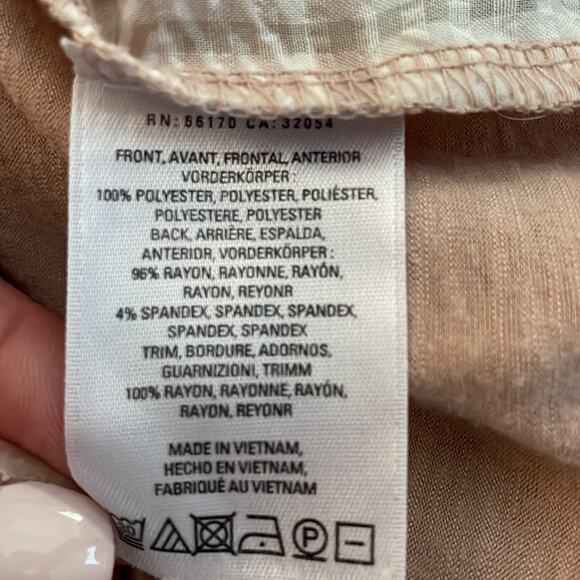 RN: 66170 CA: 32054
FRONT, AVANT, FRONTAL, ANTERIOR
VORDERKÖRPER :
100% POLYESTER, POLYESTER, POLIÉSTER,
POLYESTERE, POLYESTER
BACK, ARRIÈRE, ESPALDA,
ANTERIOR, VORDERKÖRPER :
96% RAYON, RAYONNE, RAYÓN,
RAYON, REYONR
4% SPANDEX, SPANDEX, SPANDEX,
SPANDEX, SPANDEX
TRIM, BORDURE, ADORNOS,
GUARNIZIONI, TRIMM
100% RAYON, RAYONNE, RAYÓN,
RAYON, REYONR
MADE IN VIETNAM,
HECHO EN VIETNAM,
FABRIQUÉ AU VIETNAM
P